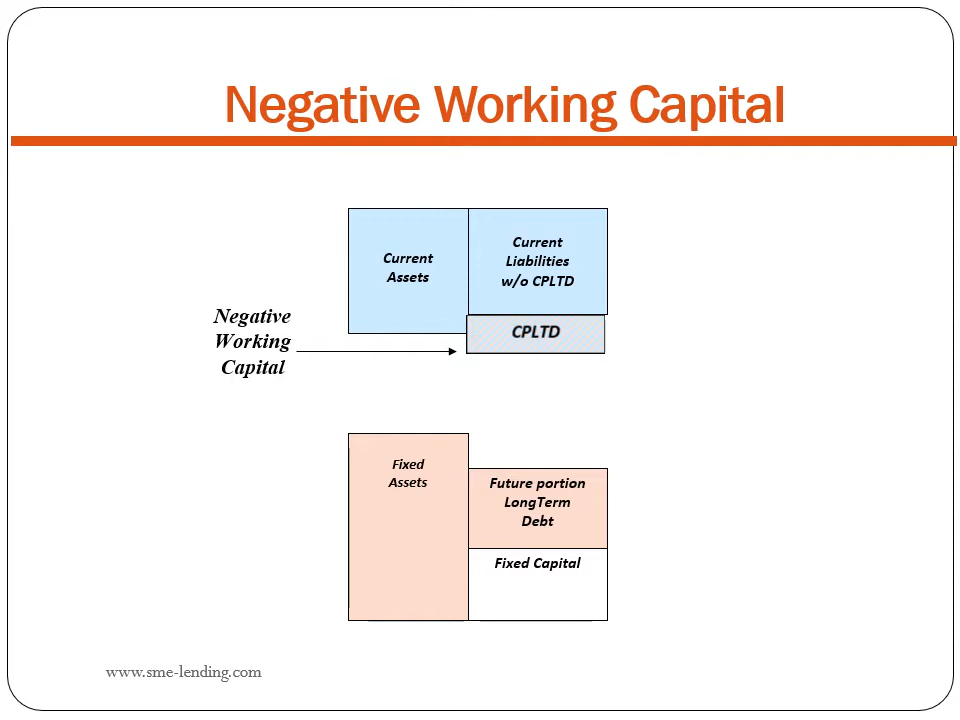 Negative Working Capital
Current
Assets
Current
Liabilities
w/o CPLTD
CPLTD
Negative
Working
Capital
Fixed
Assets
Future portion
LongTerm
Debt
Fixed Capital
www.sme-lending.com